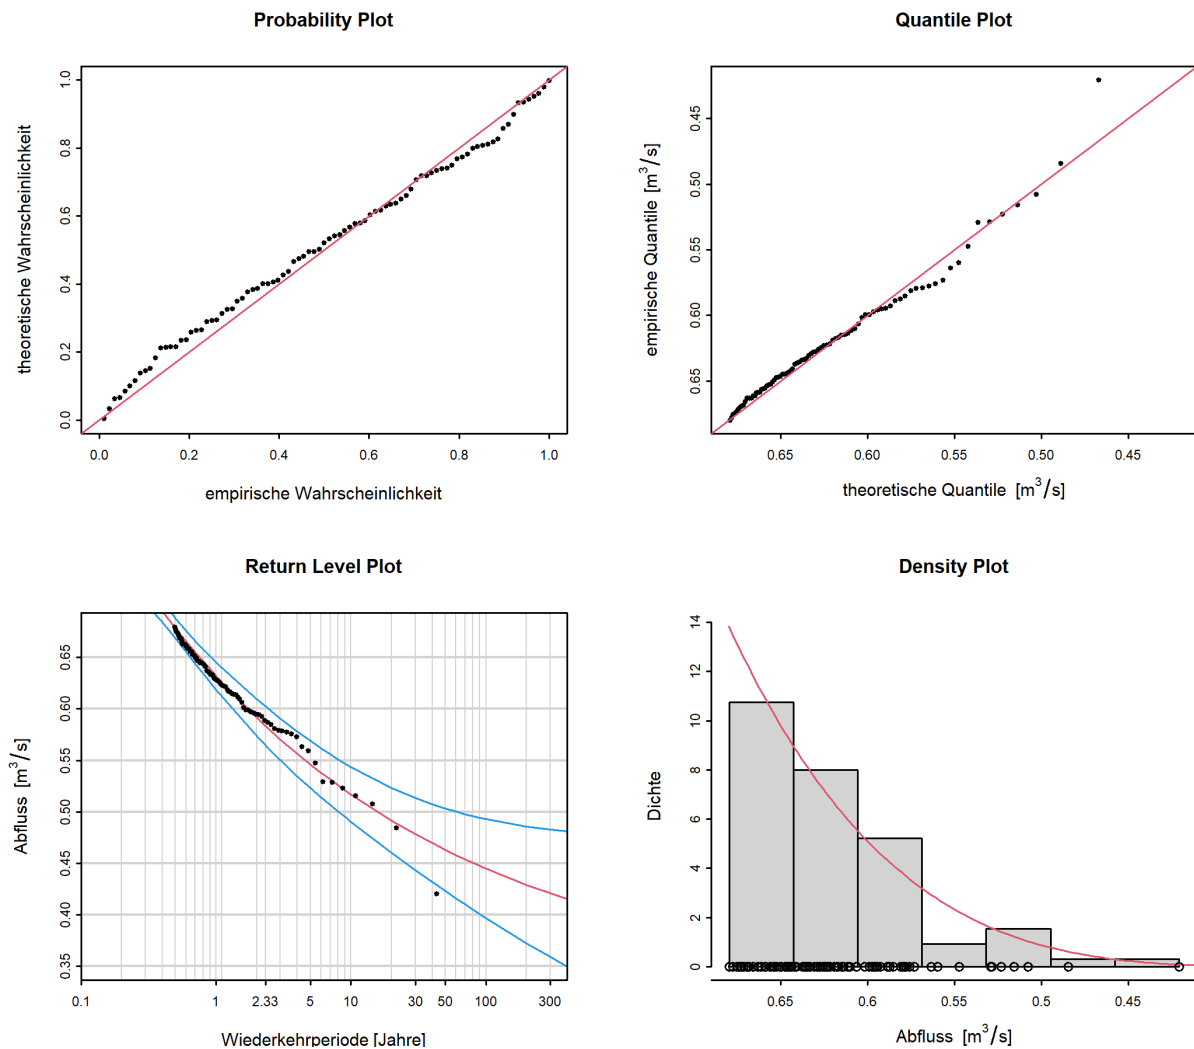 Probability Plot
theoretische Wahrscheinlichkeit
0.0 0.2 0.4 0.6 0.8 1.0
0.0 0.2 0.4 0.6 0.8 1.0
empirische Wahrscheinlichkeit
Quantile Plot
empirische Quantile [m³/s]
0.65 0.60 0.55 0.50 0.45
0.65 0.60 0.55 0.50 0.45
theoretische Quantile [m³/s]
Return Level Plot
Abfluss [m³/s]
0.35 0.40 0.45 0.50 0.55 0.60 0.65
0.1 1 2.33 5 10 30 50 100 300
Wiederkehrperiode [Jahre]
Density Plot
Dichte
0 2 4 6 8 10 12 14
0.65 0.6 0.55 0.5 0.45
Abfluss [m³/s]